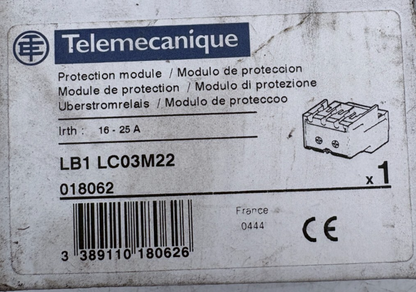 Telemecanique
Protection module / Modulo de proteccion
Module de protection / Modulo di protezione
Uberstromrelais / Modulo de proteccoo
Irth : 16 - 25 A
LB1 LC03M22
018062
x 1
France
0444
CE
3 389110 180626